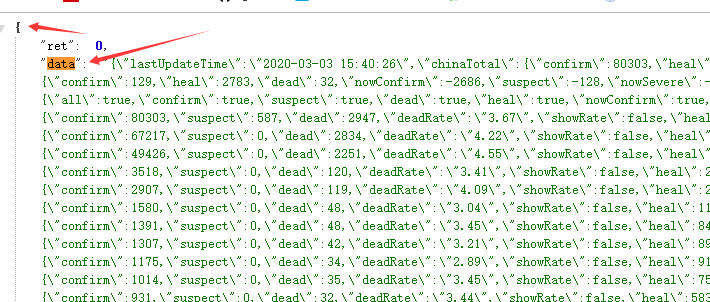 {
"ret": 0,
"data": "{\"lastUpdateTime\":\"2020-03-03 15:40:26\",\"chinaTotal\":{\"confirm\":80303,\"heal\"
{\"confirm\":129,\"heal\":2783,\"dead\":32,\"nowConfirm\":-2686,\"suspect\":-128,\"nowSevere\":-
{\"all\":true,\"confirm\":true,\"suspect\":true,\"dead\":true,\"heal\":true,\"nowConfirm\":true,
{\"confirm\":80303,\"suspect\":587,\"dead\":2947,\"deadRate\":\"3.67\",\"showRate\":false,\"heal
{\"confirm\":67217,\"suspect\":0,\"dead\":2834,\"deadRate\":\"4.22\",\"showRate\":false,\"heal\"
{\"confirm\":49426,\"suspect\":0,\"dead\":2251,\"deadRate\":\"4.55\",\"showRate\":false,\"heal\"
{\"confirm\":3518,\"suspect\":0,\"dead\":120,\"deadRate\":\"3.41\",\"showRate\":false,\"heal\":2
{\"confirm\":2907,\"suspect\":0,\"dead\":119,\"deadRate\":\"4.09\",\"showRate\":false,\"heal\":2
{\"confirm\":1580,\"suspect\":0,\"dead\":48,\"deadRate\":\"3.04\",\"showRate\":false,\"heal\":11
{\"confirm\":1391,\"suspect\":0,\"dead\":48,\"deadRate\":\"3.45\",\"showRate\":false,\"heal\":84
{\"confirm\":1307,\"suspect\":0,\"dead\":42,\"deadRate\":\"3.21\",\"showRate\":false,\"heal\":89
{\"confirm\":1175,\"suspect\":0,\"dead\":34,\"deadRate\":\"2.89\",\"showRate\":false,\"heal\":91
{\"confirm\":1014,\"suspect\":0,\"dead\":35,\"deadRate\":\"3.45\",\"showRate\":false,\"heal\":75
{\"confirm\":931,\"suspect\":0,\"dead\":32,\"deadRate\":\"3.44\",\"showRate\":false,\"heal\":583